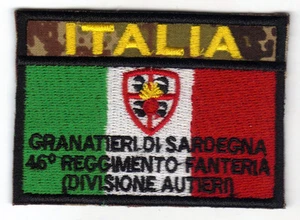 ITALIA
GRANATIERI DI SARDEGNA
46° REGGIMENTO FANTERIA
(DIVISIONE AUTIERI)